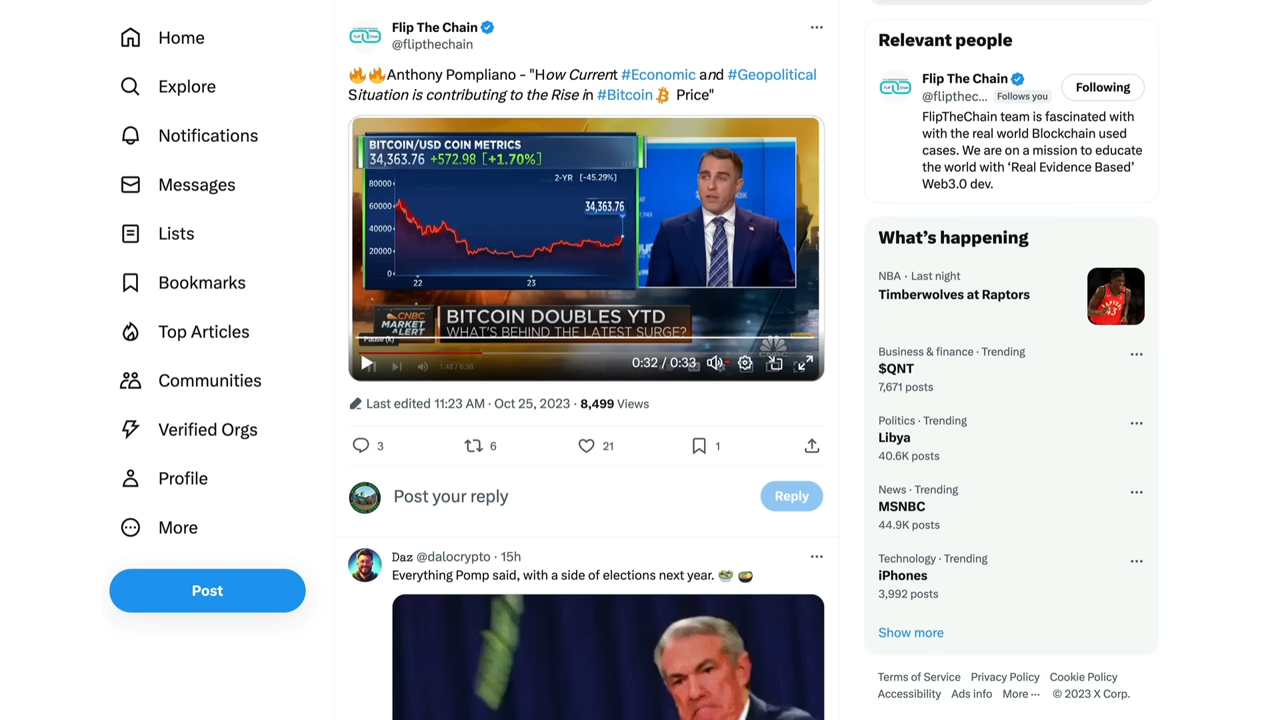 Home
Explore
Notifications
Messages
Lists
Bookmarks
Top Articles
Communities
Verified Orgs
Profile
More
Post
Flip The Chain
@flipthechain
🔥🔥Anthony Pompliano - "How Current #Economic and #Geopolitical
Situation is contributing to the Rise in #Bitcoin Price"
BITCOIN/USD COIN METRICS
34,363.76 +572.98 [+1.70%]
2-YR [-45.29%]
80000
60000
40000
20000
0
34,363.76
22
23
CNBC
MARKET
ALERT
BITCOIN DOUBLES YTD
WHAT'S BEHIND THE LATEST SURGE?
Pause (k)
0:32 / 0:33
1:48 / 6:38
Last edited 11:23 AM · Oct 25, 2023 · 8,499 Views
3
6
21
1
Post your reply
Reply
Daz @dalocrypto · 15h
Everything Pomp said, with a side of elections next year.
Relevant people
Flip The Chain
@flipthec... Follows you
Following
FlipTheChain team is fascinated with
with the real world Blockchain used
cases. We are on a mission to educate
the world with ‘Real Evidence Based’
Web3.0 dev.
What’s happening
NBA · Last night
Timberwolves at Raptors
Business & finance · Trending
$QNT
7,671 posts
Politics · Trending
Libya
40.6K posts
News · Trending
MSNBC
44.9K posts
Technology · Trending
iPhones
3,992 posts
Show more
Terms of Service Privacy Policy Cookie Policy
Accessibility Ads info More ··· © 2023 X Corp.